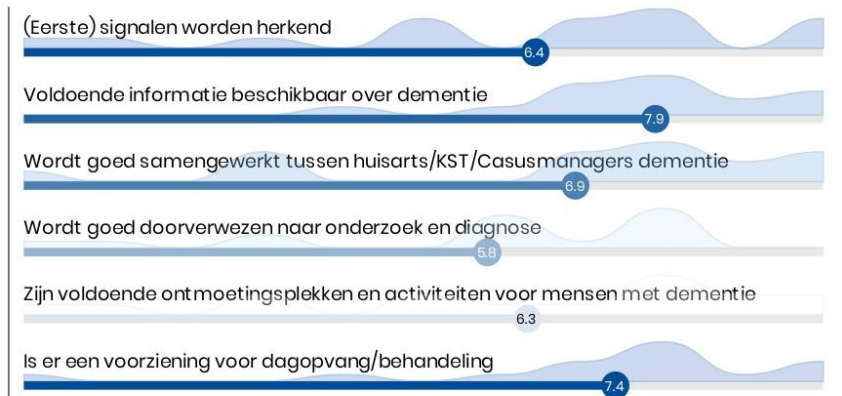 (Eerste) signalen worden herkend
6.4
Voldoende informatie beschikbaar over dementie
7.9
Wordt goed samengewerkt tussen huisarts/KST/Casusmanagers dementie
6.9
Wordt goed doorverwezen naar onderzoek en diagnose
5.8
Zijn voldoende ontmoetingsplekken en activiteiten voor mensen met dementie
6.3
Is er een voorziening voor dagopvang/behandeling
7.4